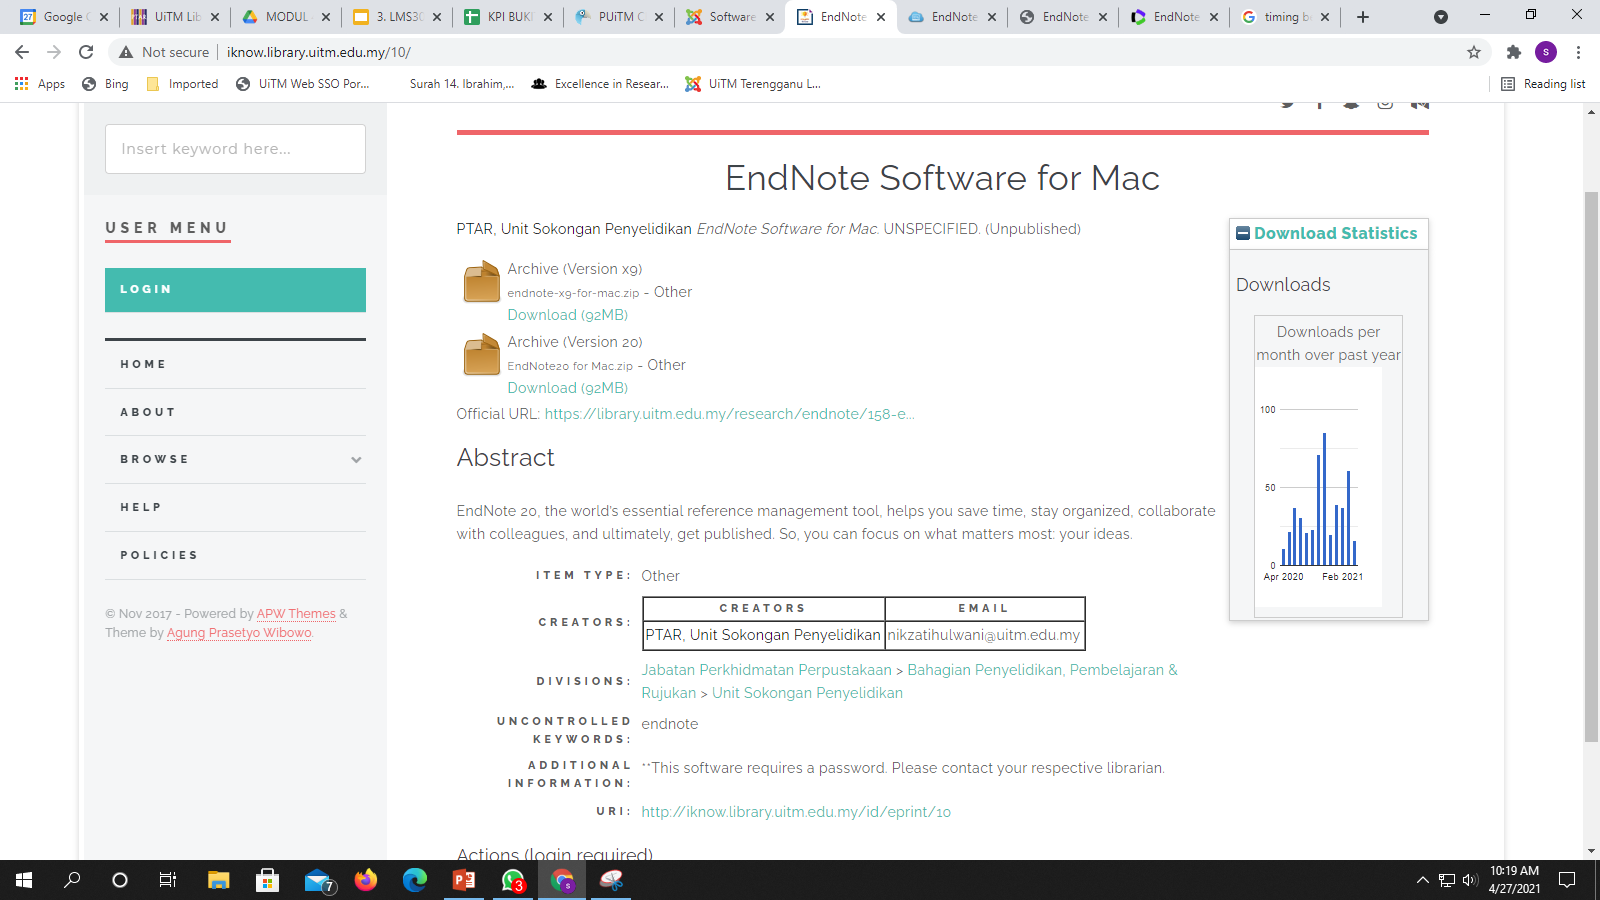 Google C
UiTM Lib
MODUL
3. LMS30
KPI BUKU
PUiTM C
Software
EndNote
EndNote
EndNote
EndNote
timing b
Not secure
iknow.library.uitm.edu.my/10/
S
Apps
Bing
Imported
UiTM Web SSO Por...
Surah 14. Ibrahim,...
Excellence in Resear...
UiTM Terengganu L...
Reading list
Insert keyword here...
USER MENU
LOGIN
HOME
ABOUT
BROWSE
HELP
POLICIES
© Nov 2017 - Powered by APW Themes &
Theme by Agung Prasetyo Wibowo.
EndNote Software for Mac
PTAR, Unit Sokongan Penyelidikan EndNote Software for Mac. UNSPECIFIED. (Unpublished)
Archive (Version x9)
endnote-x9-for-mac.zip - Other
Download (92MB)
Archive (Version 20)
EndNote20 for Mac.zip - Other
Download (92MB)
Official URL: https://library.uitm.edu.my/research/endnote/158-e...
Abstract
EndNote 20, the world's essential reference management tool, helps you save time, stay organized, collaborate
with colleagues, and ultimately, get published. So, you can focus on what matters most: your ideas.
ITEM TYPE: Other
CREATORS:
CREATORS EMAIL
PTAR, Unit Sokongan Penyelidikan nikzatihulwani@uitm.edu.my
DIVISIONS: Jabatan Perkhidmatan Perpustakaan > Bahagian Penyelidikan, Pembelajaran &
Rujukan > Unit Sokongan Penyelidikan
UNCONTROLLED KEYWORDS: endnote
ADDITIONAL INFORMATION: **This software requires a password. Please contact your respective librarian.
URI: http://iknow.library.uitm.edu.my/id/eprint/10
Actions (login required)
Download Statistics
Downloads
Downloads per
month over past year
100
50
0
Apr 2020 Feb 2021
7
3
S
10:19 AM
4/27/2021